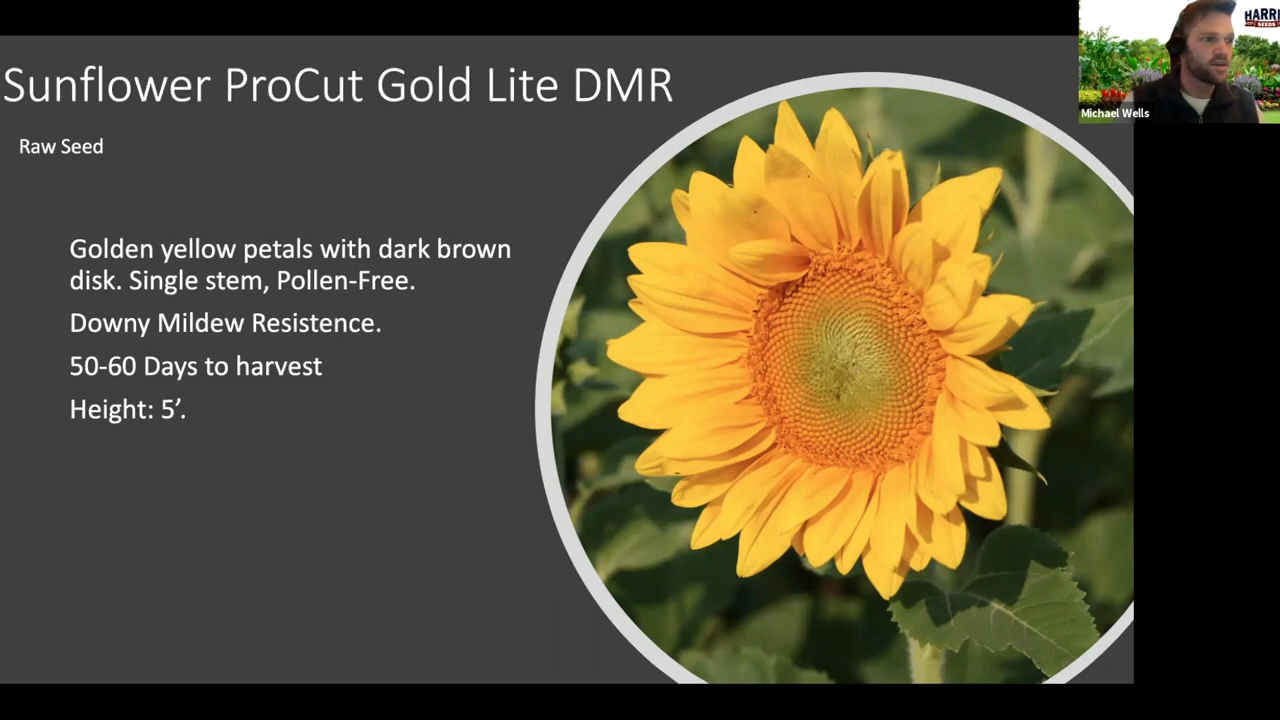 Sunflower ProCut Gold Lite DMR
Raw Seed
Golden yellow petals with dark brown
disk. Single stem, Pollen-Free.
Downy Mildew Resistence.
50-60 Days to harvest
Height: 5’.
SEEDS
Michael Wells